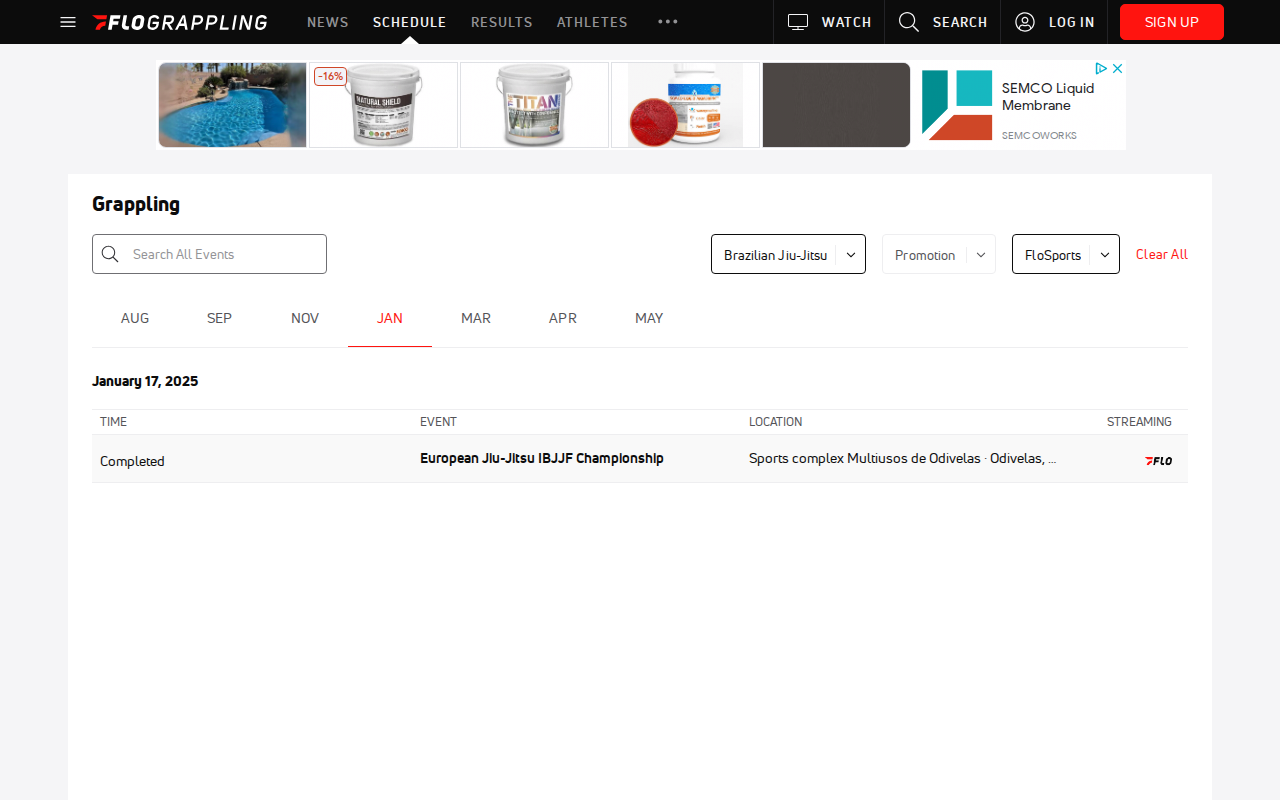 FLOGRAPPLING NEWS SCHEDULE RESULTS ATHLETES WATCH SEARCH LOG IN SIGN UP
-16%
NATURAL SHIELD
TITAN
SEMCO Liquid
Membrane
SEMCOWORKS
Grappling
Search All Events Brazilian Jiu-Jitsu Promotion FloSports Clear All
AUG SEP NOV JAN MAR APR MAY
January 17, 2025
TIME EVENT LOCATION STREAMING
Completed European Jiu-Jitsu IBJJF Championship Sports complex Multiusos de Odivelas · Odivelas, ... FLO